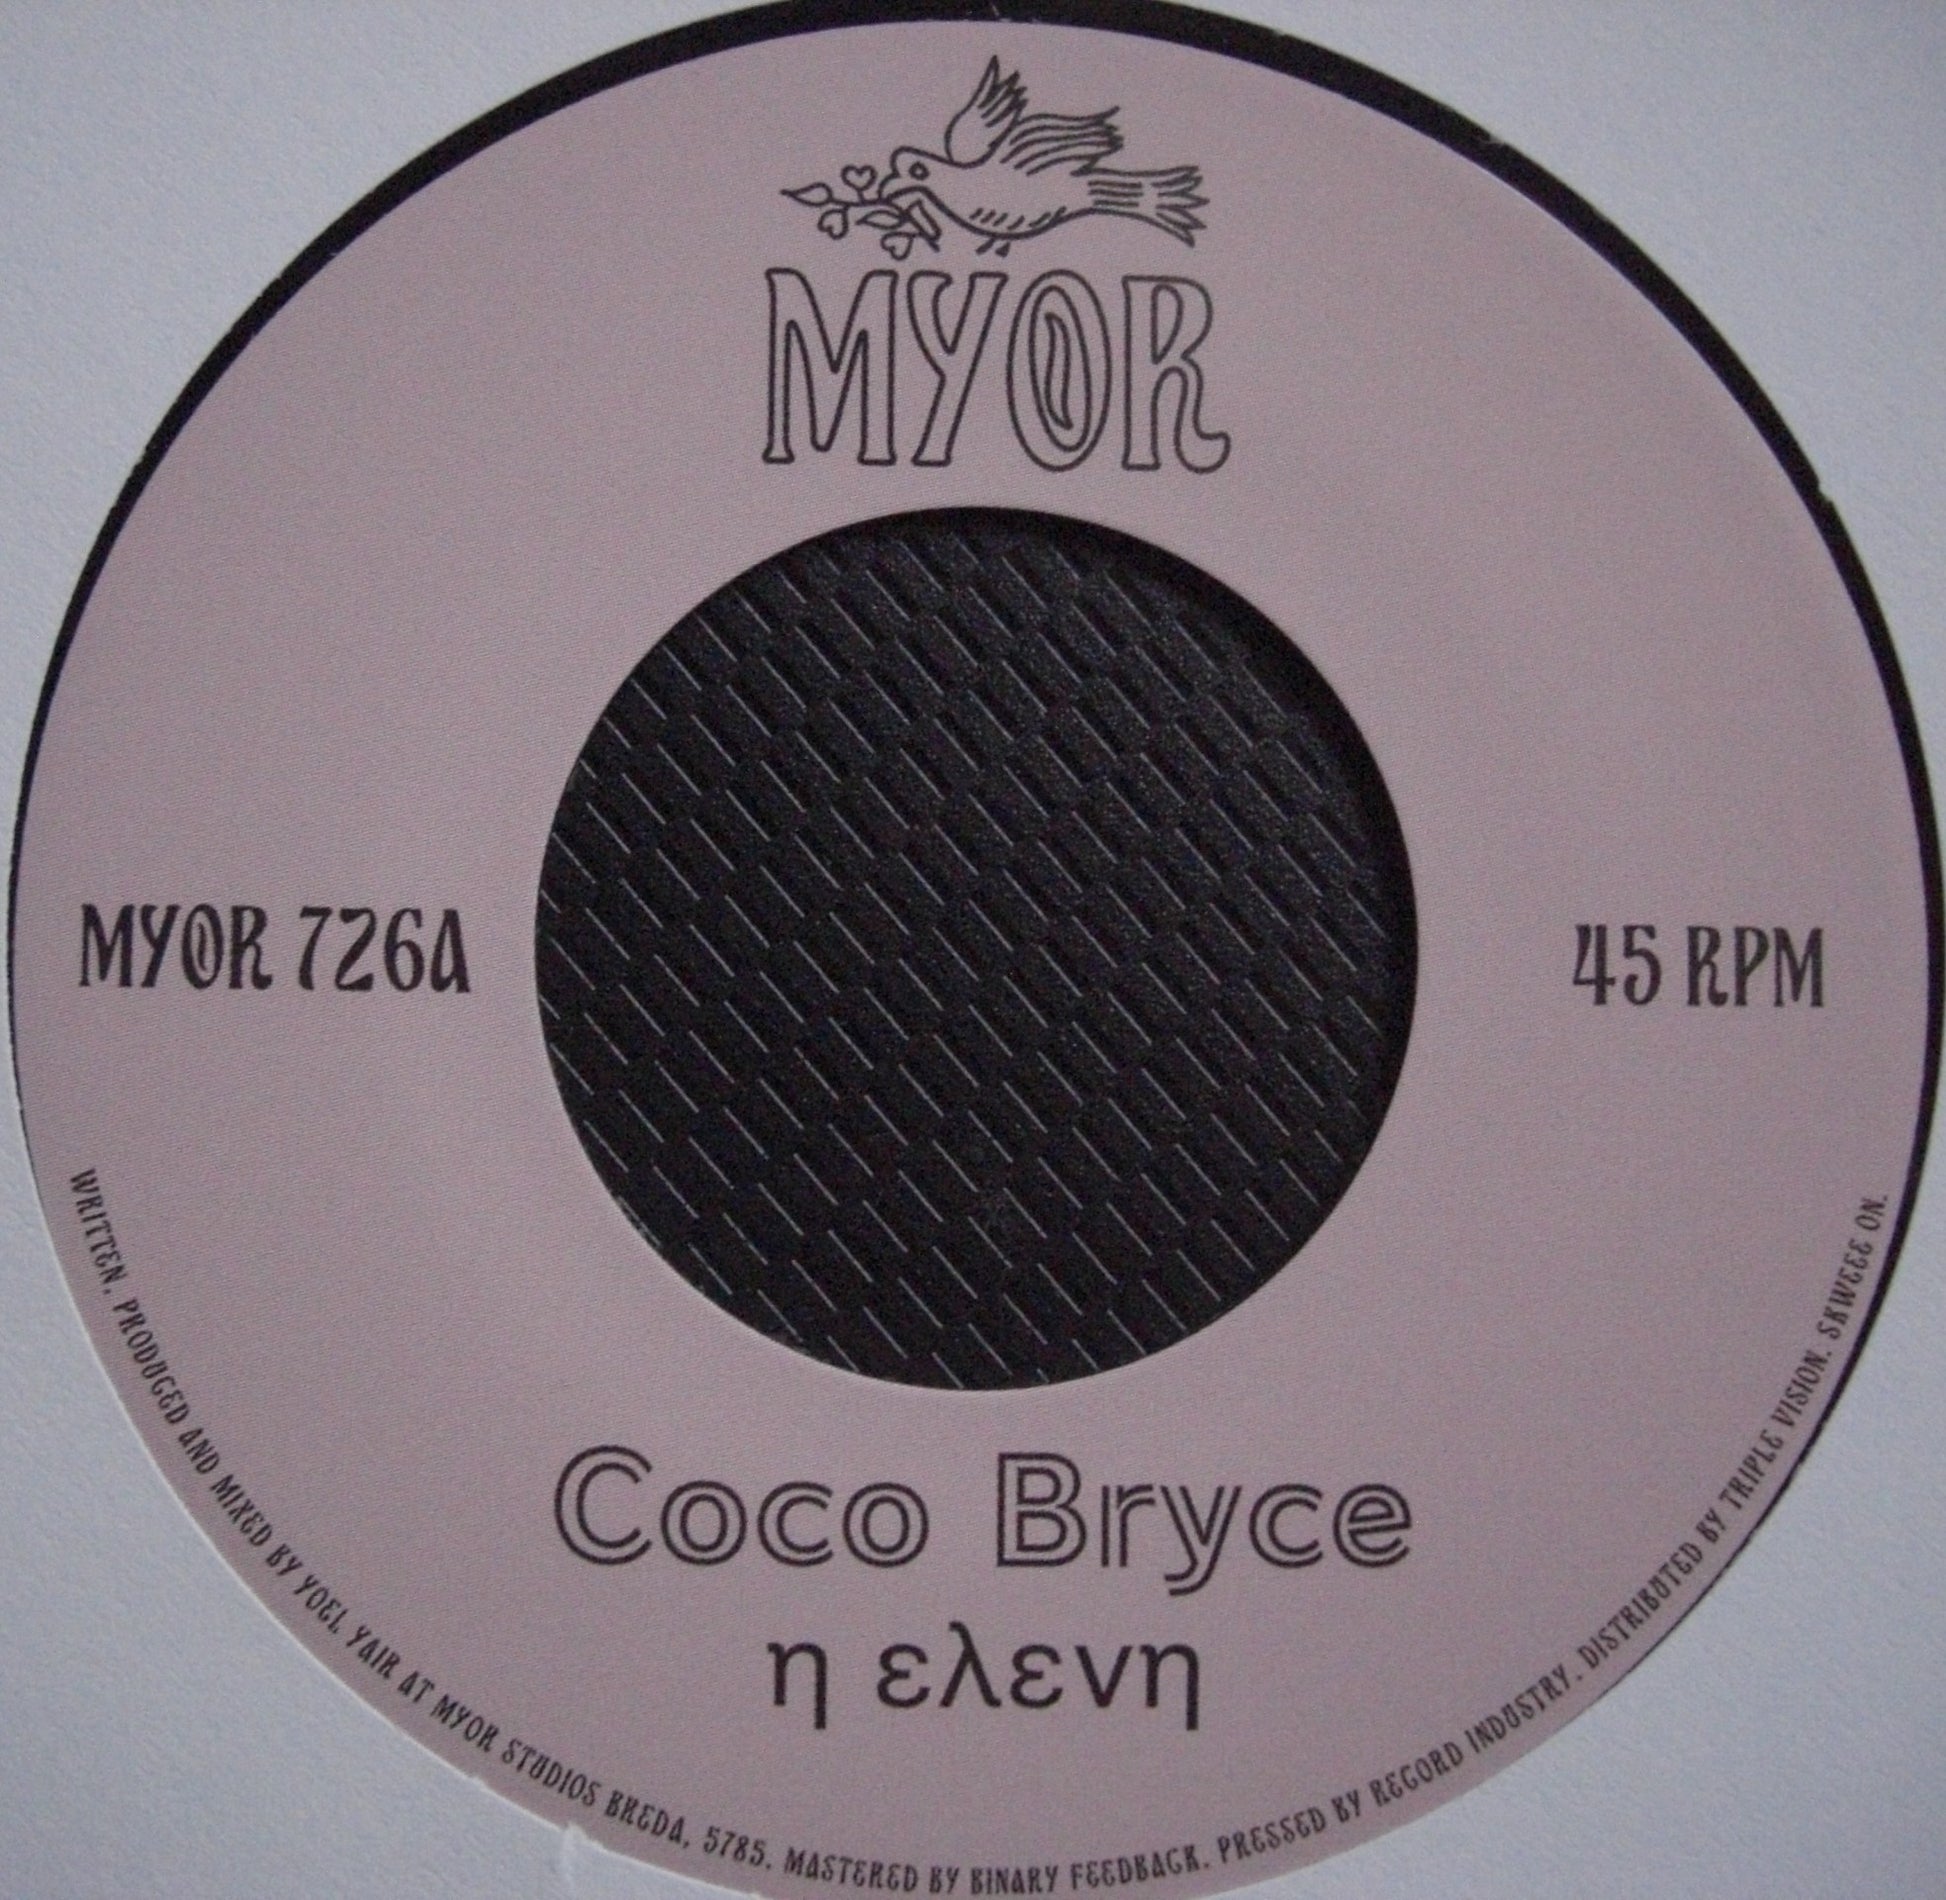 MYOR
MYOR 726A
45 RPM
Coco Bryce
η ελενη
WRITTEN, PRODUCED AND MIXED BY YOEL YAIR AT MYOR STUDIOS BREDA, 5785. MASTERED BY BINARY FEEDBACK. PRESSED BY RECORD INDUSTRY. DISTRIBUTED BY TRIPLE VISION. SKWEEE ON.